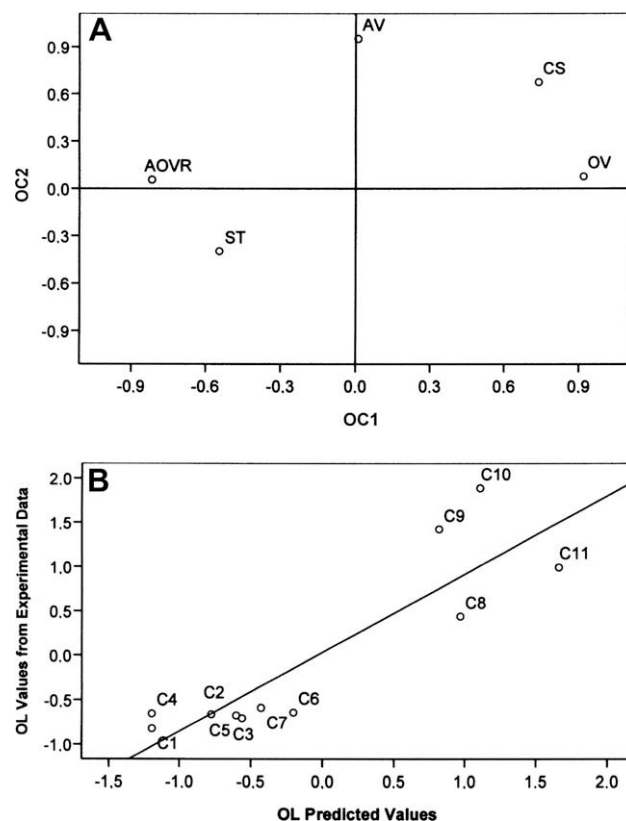 A
AV
0.9
CS
0.6
0.3
AOVR
OV
OC2
0.0
-0.3
ST
-0.6
-0.9
-0.9 -0.6 -0.3 0.0 0.3 0.6 0.9
OC1
B
2.0
C10
1.5
C9
C11
1.0
OL Values from Experimental Data
0.5
C8
0.0
-0.5
C4 C2 C6
C5 C3 C7
C1
-1.0
-1.5 -1.0 -0.5 0.0 0.5 1.0 1.5 2.0
OL Predicted Values